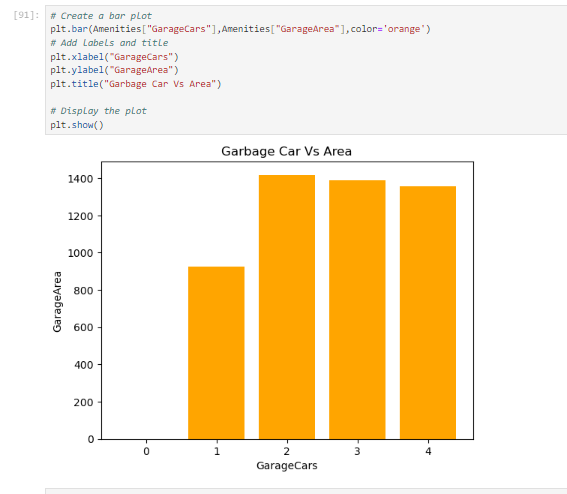 [91]:
# Create a bar plot
plt.bar(Amenities["GarageCars"],Amenities["GarageArea"],color='orange')
# Add labels and title
plt.xlabel("GarageCars")
plt.ylabel("GarageArea")
plt.title("Garbage Car Vs Area")
# Display the plot
plt.show()
Garbage Car Vs Area
1400
1200
1000
800
600
400
200
0
GarageArea
0 1 2 3 4
GarageCars